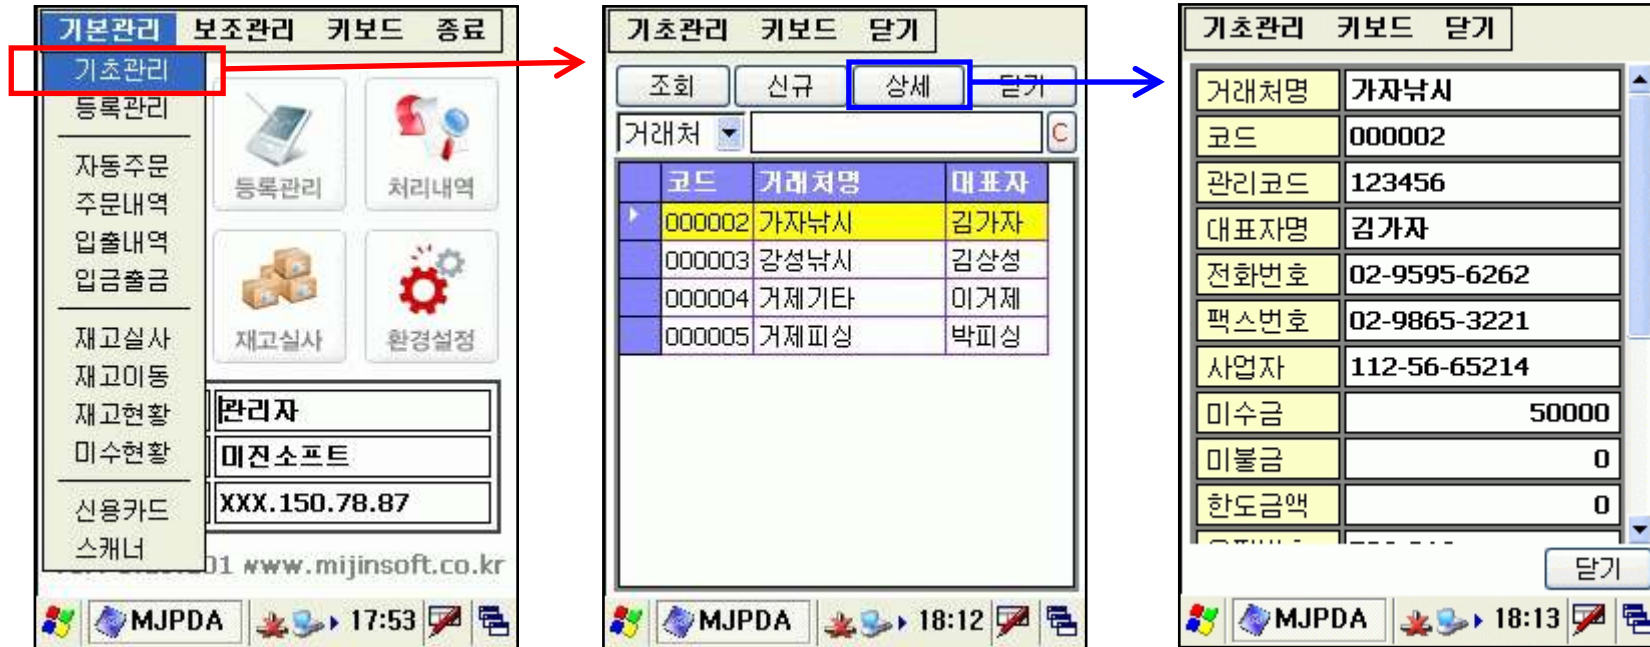 기본관리 보조관리 키보드 종료
기초관리
등록관리
자동주문
주문내역
입출내역
입금출금
재고실사
재고이동
재고현황
미수현황
신용카드
스캐너
등록관리 처리내역
재고실사 환경설정
관리자
미진소프트
XXX.150.78.87
01 www.mijinsoft.co.kr
MJPDA 17:53
기초관리 키보드 닫기
조회 신규 상세 닫기
거래처 C
코드 거래처명 대표자
000002 가자낚시 김가자
000003 강성낚시 김상성
000004 거제기타 이거제
000005 거제피싱 박피싱
MJPDA 18:12
기초관리 키보드 닫기
거래처명 가자낚시
코드 000002
관리코드 123456
대표자명 김가자
전화번호 02-9595-6262
팩스번호 02-9865-3221
사업자 112-56-65214
미수금 50000
미불금 0
한도금액 0
닫기
MJPDA 18:13